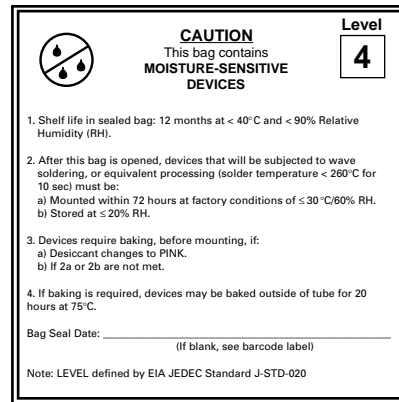 CAUTION
This bag contains
MOISTURE-SENSITIVE
DEVICES
Level
4
1. Shelf life in sealed bag: 12 months at < 40°C and < 90% Relative
Humidity (RH).
2. After this bag is opened, devices that will be subjected to wave
soldering, or equivalent processing (solder temperature < 260°C for
10 sec) must be:
a) Mounted within 72 hours at factory conditions of ≤ 30°C/60% RH.
b) Stored at ≤ 20% RH.
3. Devices require baking, before mounting, if:
a) Desiccant changes to PINK.
b) If 2a or 2b are not met.
4. If baking is required, devices may be baked outside of tube for 20
hours at 75°C.
Bag Seal Date: ____________________
(If blank, see barcode label)
Note: LEVEL defined by EIA JEDEC Standard J-STD-020